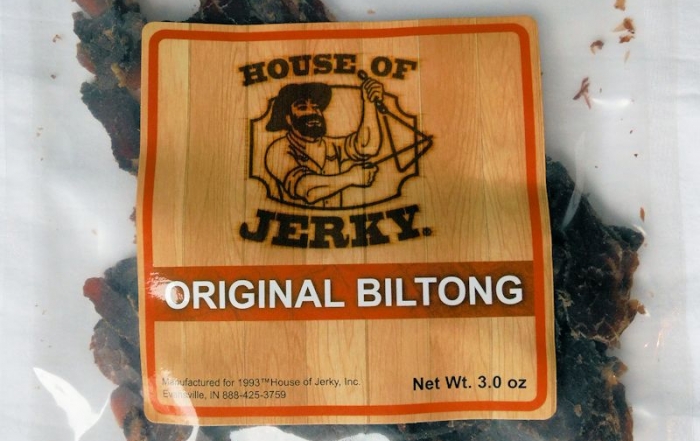 HOUSE OF
JERKY.
ORIGINAL BILTONG
Manufactured for 1993™House of Jerky, Inc.
Evansville, IN 888-425-3759
Net Wt. 3.0 oz